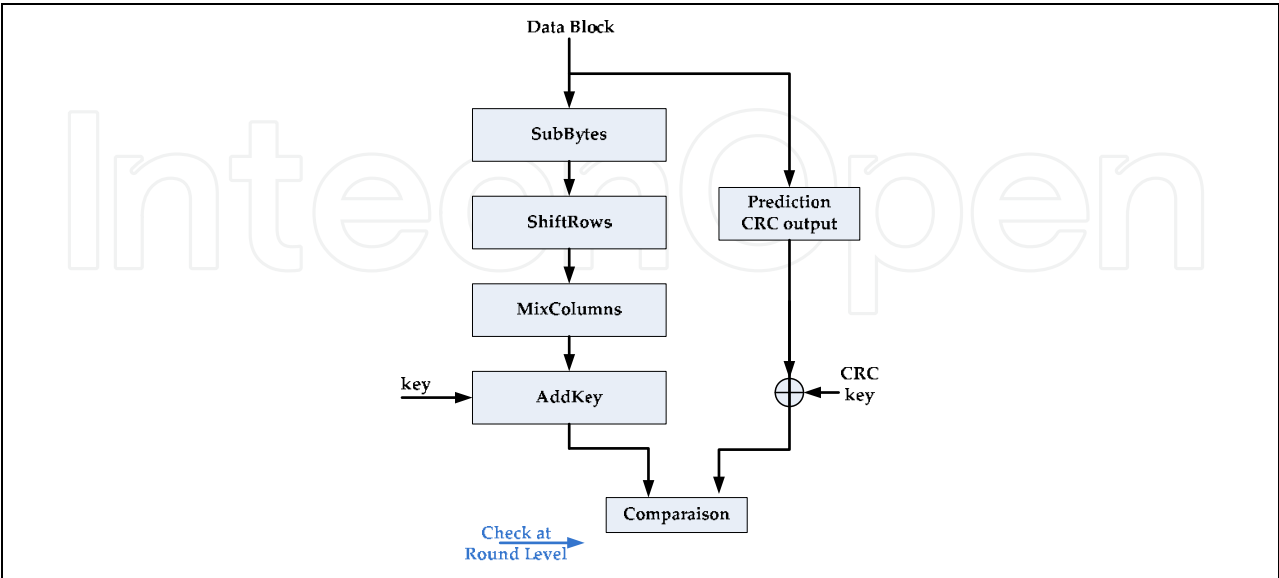 Data Block
SubBytes
ShiftRows
Prediction
CRC output
MixColumns
key
AddKey
CRC
key
Comparaison
Check at
Round Level
IntechOpen